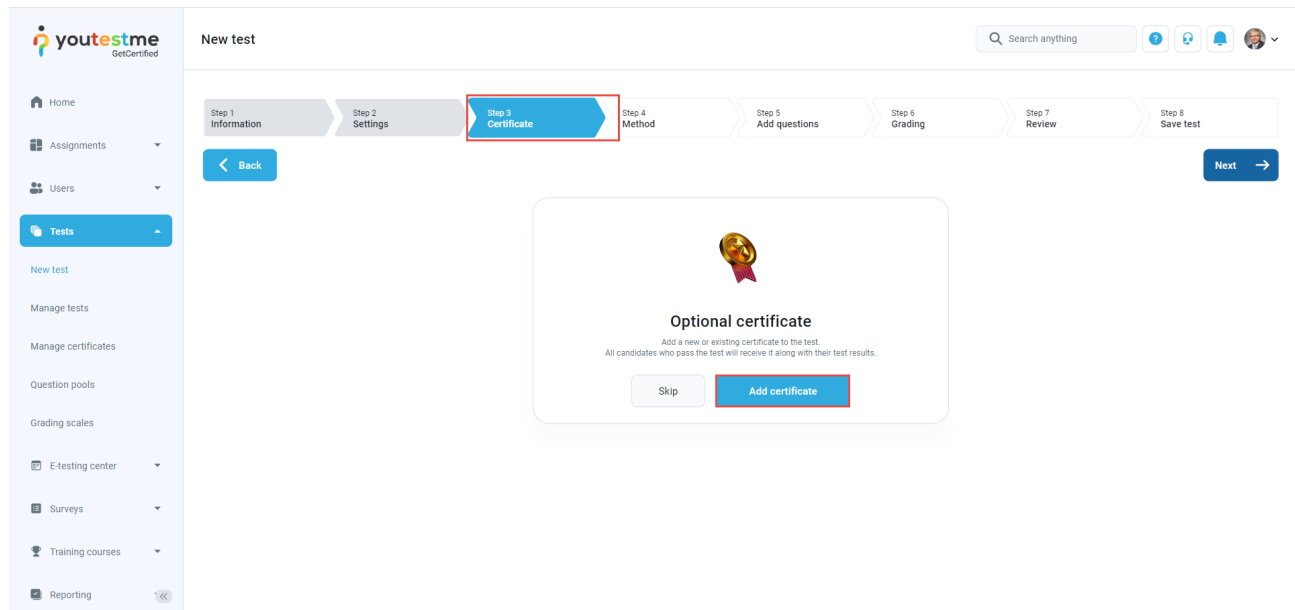 youtestme
GetCertified
New test
Search anything
?
Home
Assignments
Users
Tests
New test
Manage tests
Manage certificates
Question pools
Grading scales
E-testing center
Surveys
Training courses
Reporting
Step 1
Information
Step 2
Settings
Step 3
Certificate
Step 4
Method
Step 5
Add questions
Step 6
Grading
Step 7
Review
Step 8
Save test
Back
Next
Optional certificate
Add a new or existing certificate to the test.
All candidates who pass the test will receive it along with their test results.
Skip
Add certificate